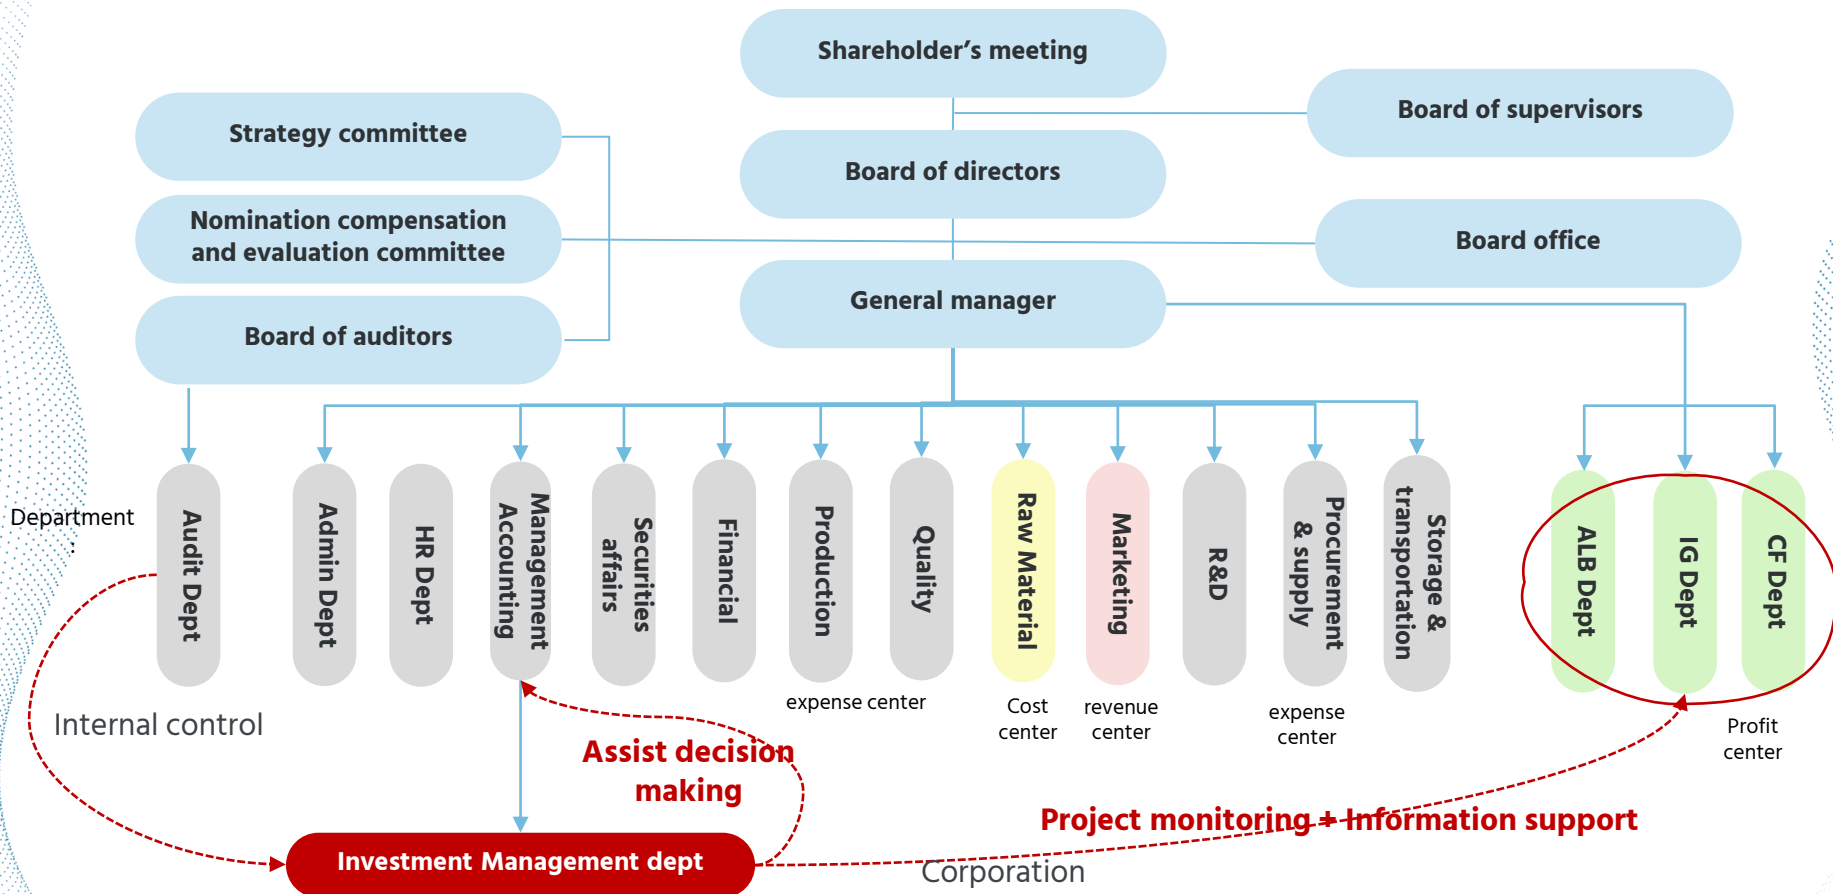 Shareholder’s meeting
Board of supervisors
Strategy committee
Board of directors
Nomination compensation
and evaluation committee
Board office
General manager
Board of auditors
Department
:
Audit Dept
Admin Dept
HR Dept
Management
Accounting
Securities
affairs
Financial
Production
Quality
Raw Material
Marketing
R&D
Procurement
& supply
Storage &
transportation
ALB Dept
IG Dept
CF Dept
expense center
Cost
center
revenue
center
expense
center
Profit
center
Internal control
Assist decision
making
Project monitoring + Information support
Investment Management dept
Corporation